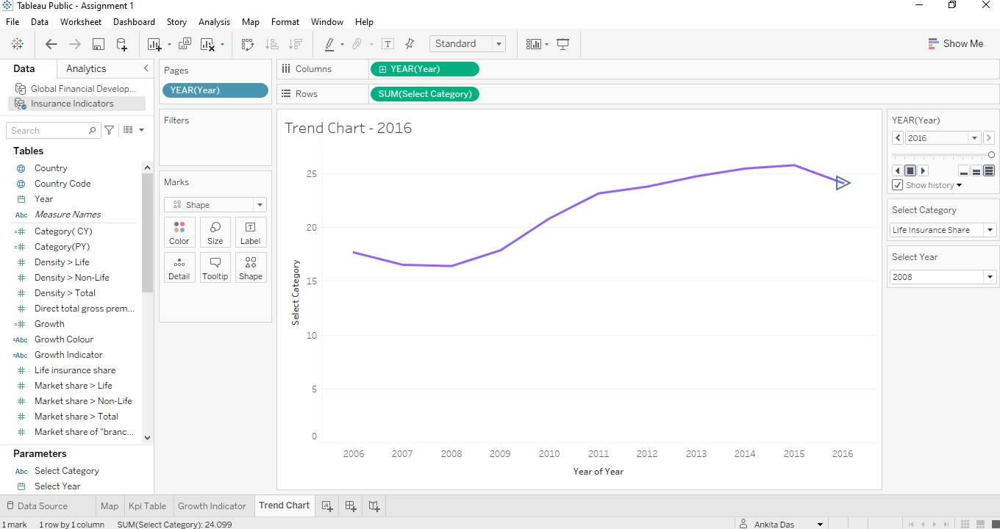 Tableau Public - Assignment 1
File Data Worksheet Dashboard Story Analysis Map Format Window Help
Standard
Show Me
Data Analytics
Global Financial Develop...
Insurance Indicators
Search
Tables
Country
Country Code
Year
Abc Measure Names
Category( CY)
Category(PY)
Density > Life
Density > Non-Life
Density > Total
Direct total gross prem...
Growth
=Abc Growth Colour
=Abc Growth Indicator
Life insurance share
Market share > Life
Market share > Non-Life
Market share > Total
Market share of "branc...
Parameters
Abc Select Category
Select Year
Pages
YEAR(Year)
Filters
Marks
Shape
Color Size Label
Detail Tooltip Shape
Columns YEAR(Year)
Rows SUM(Select Category)
Trend Chart - 2016
Select Category
25
20
15
10
5
0
2006 2007 2008 2009 2010 2011 2012 2013 2014 2015 2016
Year of Year
YEAR(Year)
2016
Show history
Select Category
Life Insurance Share
Select Year
2008
Data Source Map Kpi Table Growth Indicator Trend Chart
1 mark 1 row by 1 column SUM(Select Category): 24.099
Ankita Das